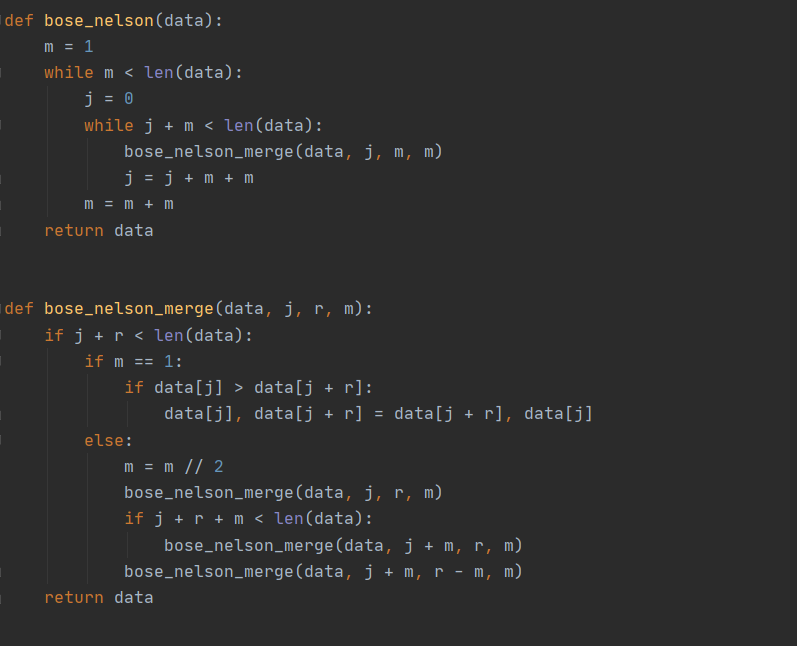 def bose_nelson(data):
    m = 1
    while m < len(data):
        j = 0
        while j + m < len(data):
            bose_nelson_merge(data, j, m, m)
            j = j + m + m
        m = m + m
    return data


def bose_nelson_merge(data, j, r, m):
    if j + r < len(data):
        if m == 1:
            if data[j] > data[j + r]:
                data[j], data[j + r] = data[j + r], data[j]
        else:
            m = m // 2
            bose_nelson_merge(data, j, r, m)
            if j + r + m < len(data):
                bose_nelson_merge(data, j + m, r, m)
            bose_nelson_merge(data, j + m, r - m, m)
    return data